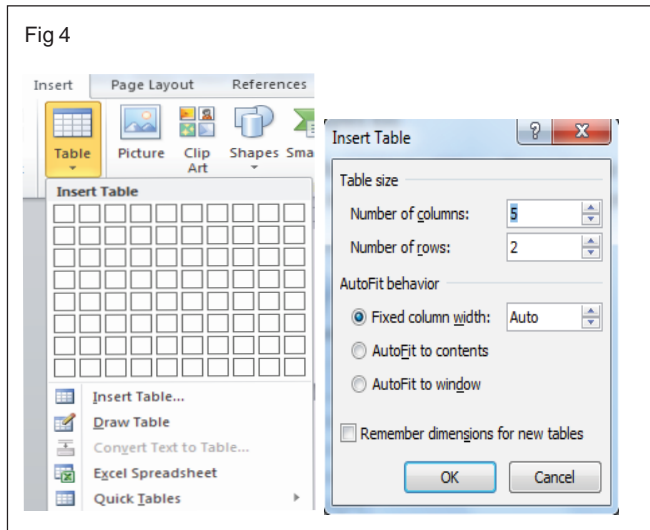 Fig 4
Insert Page Layout References
Table Picture Clip Art Shapes Sma
Insert Table
Insert Table...
Draw Table
Convert Text to Table...
Excel Spreadsheet
Quick Tables
Insert Table
Table size
Number of columns: 5
Number of rows: 2
AutoFit behavior
Fixed column width: Auto
AutoFit to contents
AutoFit to window
Remember dimensions for new tables
OK Cancel